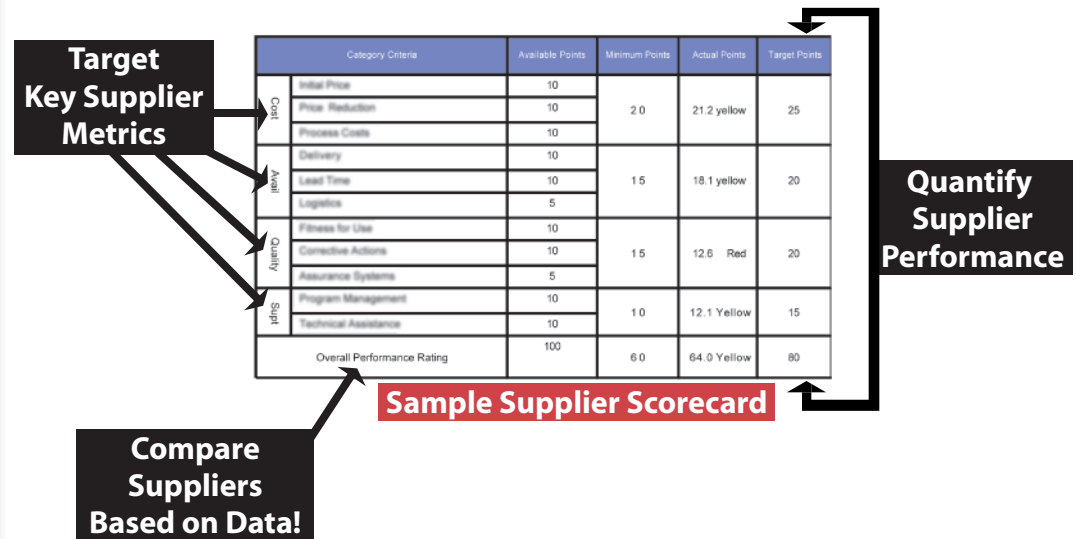 Target
Key Supplier
Metrics
Category Criteria Available Points Minimum Points Actual Points Target Points
Cost
Initial Price 10
Price Reduction 10
Process Costs 10
20 21.2 yellow 25
Avail
Delivery 10
Lead Time 10
Logistics 5
15 18.1 yellow 20
Quality
Fitness for Use 10
Corrective Actions 10
Assurance Systems 5
15 12.6 Red 20
Supt
Program Management 10
Technical Assistance 10
10 12.1 Yellow 15
Overall Performance Rating 100 60 64.0 Yellow 80
Quantify
Supplier
Performance
Sample Supplier Scorecard
Compare
Suppliers
Based on Data!